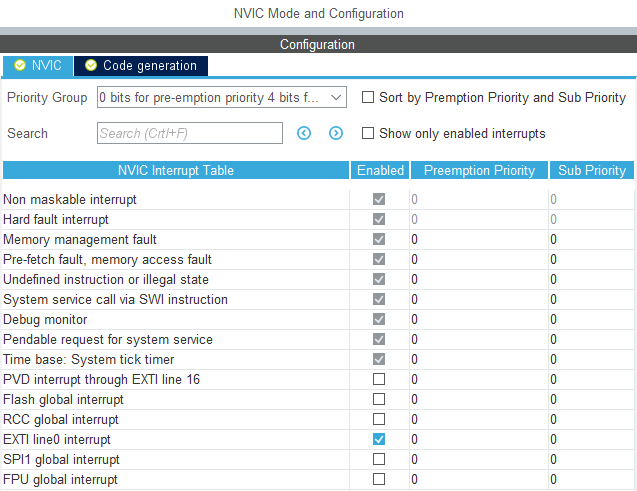 NVIC Mode and Configuration
Configuration
NVIC Code generation
Priority Group 0 bits for pre-emption priority 4 bits f... Sort by Premption Priority and Sub Priority
Search Search (Crtl+F) Show only enabled interrupts
NVIC Interrupt Table Enabled Preemption Priority Sub Priority
Non maskable interrupt 0 0
Hard fault interrupt 0 0
Memory management fault 0 0
Pre-fetch fault, memory access fault 0 0
Undefined instruction or illegal state 0 0
System service call via SWI instruction 0 0
Debug monitor 0 0
Pendable request for system service 0 0
Time base: System tick timer 0 0
PVD interrupt through EXTI line 16 0 0
Flash global interrupt 0 0
RCC global interrupt 0 0
EXTI line0 interrupt 0 0
SPI1 global interrupt 0 0
FPU global interrupt 0 0